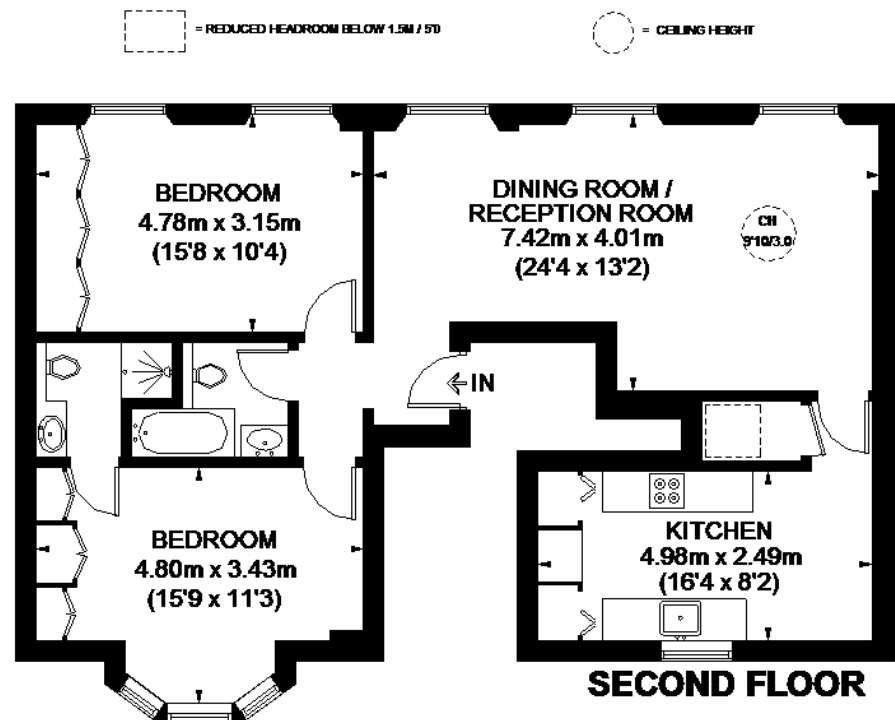 = REDUCED HEADROOM BELOW 1.5M / 5'0
= CEILING HEIGHT
BEDROOM
4.78m x 3.15m
(15'8 x 10'4)
DINING ROOM /
RECEPTION ROOM
7.42m x 4.01m
(24'4 x 13'2)
CH
9'10/3.0
IN
BEDROOM
4.80m x 3.43m
(15'9 x 11'3)
KITCHEN
4.98m x 2.49m
(16'4 x 8'2)
SECOND FLOOR